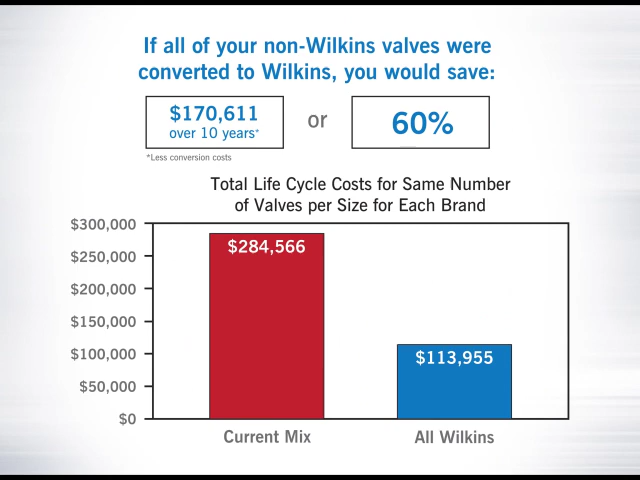 If all of your non-Wilkins valves were
converted to Wilkins, you would save:
$170,611
over 10 years*
or
60%
*Less conversion costs
Total Life Cycle Costs for Same Number
of Valves per Size for Each Brand
$300,000
$250,000
$200,000
$150,000
$100,000
$50,000
$0
$284,566
$113,955
Current Mix
All Wilkins